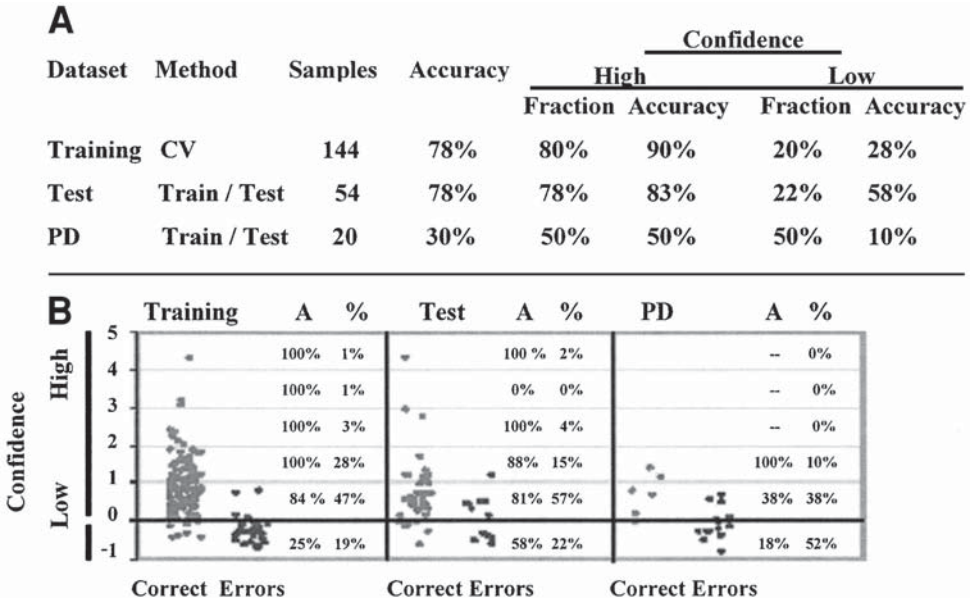 A
Confidence
Dataset Method Samples Accuracy High Low
Fraction Accuracy Fraction Accuracy
Training CV 144 78% 80% 90% 20% 28%
Test Train / Test 54 78% 78% 83% 22% 58%
PD Train / Test 20 30% 50% 50% 50% 10%
B
Training A % Test A % PD A %
Confidence
High
Low
5
4
3
2
1
0
-1
100% 1% 100 % 2% -- 0%
100% 1% 0% 0% -- 0%
100% 3% 100% 4% -- 0%
100% 28% 88% 15% 100% 10%
84 % 47% 81% 57% 38% 38%
25% 19% 58% 22% 18% 52%
Correct Errors Correct Errors Correct Errors